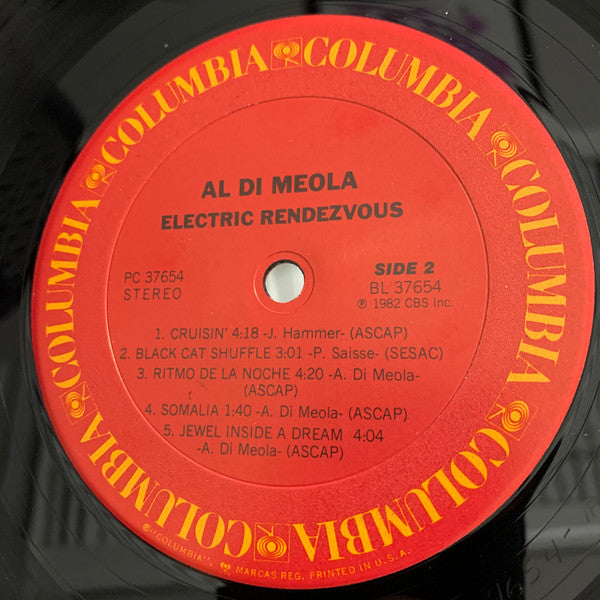 COLUMBIA COLUMBIA COLUMBIA COLUMBIA COLUMBIA COLUMBIA COLUMBIA COLUMBIA
AL DI MEOLA
ELECTRIC RENDEZVOUS
PC 37654
STEREO
SIDE 2
BL 37654
℗ 1982 CBS Inc.
1. CRUISIN' 4:18 -J. Hammer- (ASCAP)
2. BLACK CAT SHUFFLE 3:01 -P. Saisse- (SESAC)
3. RITMO DE LA NOCHE 4:20 -A. Di Meola-
(ASCAP)
4. SOMALIA 1:40 -A. Di Meola- (ASCAP)
5. JEWEL INSIDE A DREAM 4:04
-A. Di Meola- (ASCAP)
"COLUMBIA", MARCAS REG. PRINTED IN U.S.A.